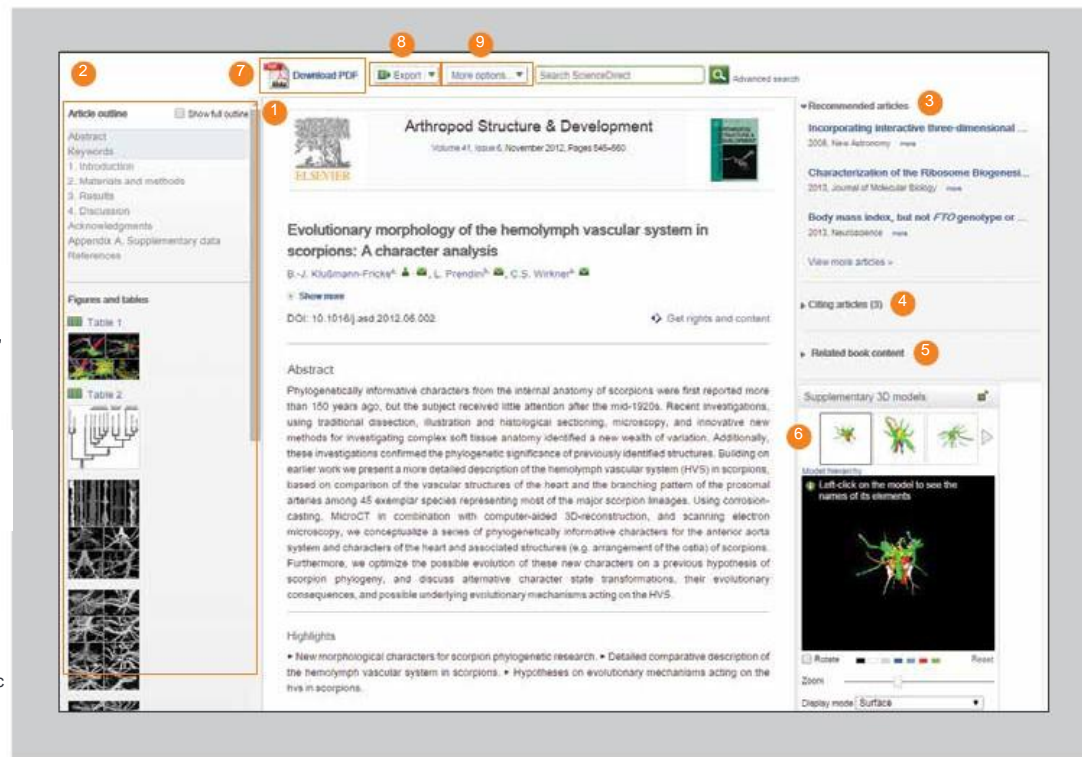 8
9
2
7
Download PDF
Export
More options...
Search ScienceDirect
Advanced search
Article outline
Show full outline
Abstract
Keywords
1. Introduction
2. Materials and methods
3. Results
4. Discussion
Acknowledgments
Appendix A. Supplementary data
References
Figures and tables
Table 1
Table 2
1
ELSEVIER
Arthropod Structure & Development
Volume 41, Issue 6, November 2012, Pages 545–560
Evolutionary morphology of the hemolymph vascular system in
scorpions: A character analysis
B.-J. Klußmann-Fricke, L. Prendini, C.S. Wirkner
Show more
DOI: 10.1016/j.asd.2012.06.002
Get rights and content
Abstract
Phylogenetically informative characters from the internal anatomy of scorpions were first reported more
than 150 years ago, but the subject received little attention after the mid-1920s. Recent investigations,
using traditional dissection, illustration and histological sectioning, microscopy, and innovative new
methods for investigating complex soft tissue anatomy identified a new wealth of variation. Additionally,
these investigations confirmed the phylogenetic significance of previously identified structures. Building on
earlier work we present a more detailed description of the hemolymph vascular system (HVS) in scorpions,
based on comparison of the vascular structures of the heart and the branching pattern of the prosomal
arteries among 45 exemplar species representing most of the major scorpion lineages. Using corrosion-
casting, MicroCT in combination with computer-aided 3D-reconstruction, and scanning electron
microscopy, we conceptualize a series of phylogenetically informative characters for the anterior aorta
system and characters of the heart and associated structures (e.g. arrangement of the ostia) of scorpions.
Furthermore, we optimize the possible evolution of these new characters on a previous hypothesis of
scorpion phylogeny, and discuss alternative character state transformations, their evolutionary
consequences, and possible underlying evolutionary mechanisms acting on the HVS.
Highlights
▸ New morphological characters for scorpion phylogenetic research. ▸ Detailed comparative description of
the hemolymph vascular system in scorpions. ▸ Hypotheses on evolutionary mechanisms acting on the
hvs in scorpions.
Recommended articles
3
Incorporating interactive three-dimensional ...
2008, New Astronomy more
Characterization of the Ribosome Biogenesi...
2013, Journal of Molecular Biology more
Body mass index, but not FTO genotype or ...
2013, Neuroscience more
View more articles »
Citing articles (3)
4
Related book content
5
Supplementary 3D models
6
Model hierarchy
Left-click on the model to see the
names of its elements
Rotate
Reset
Zoom
Display mode Surface